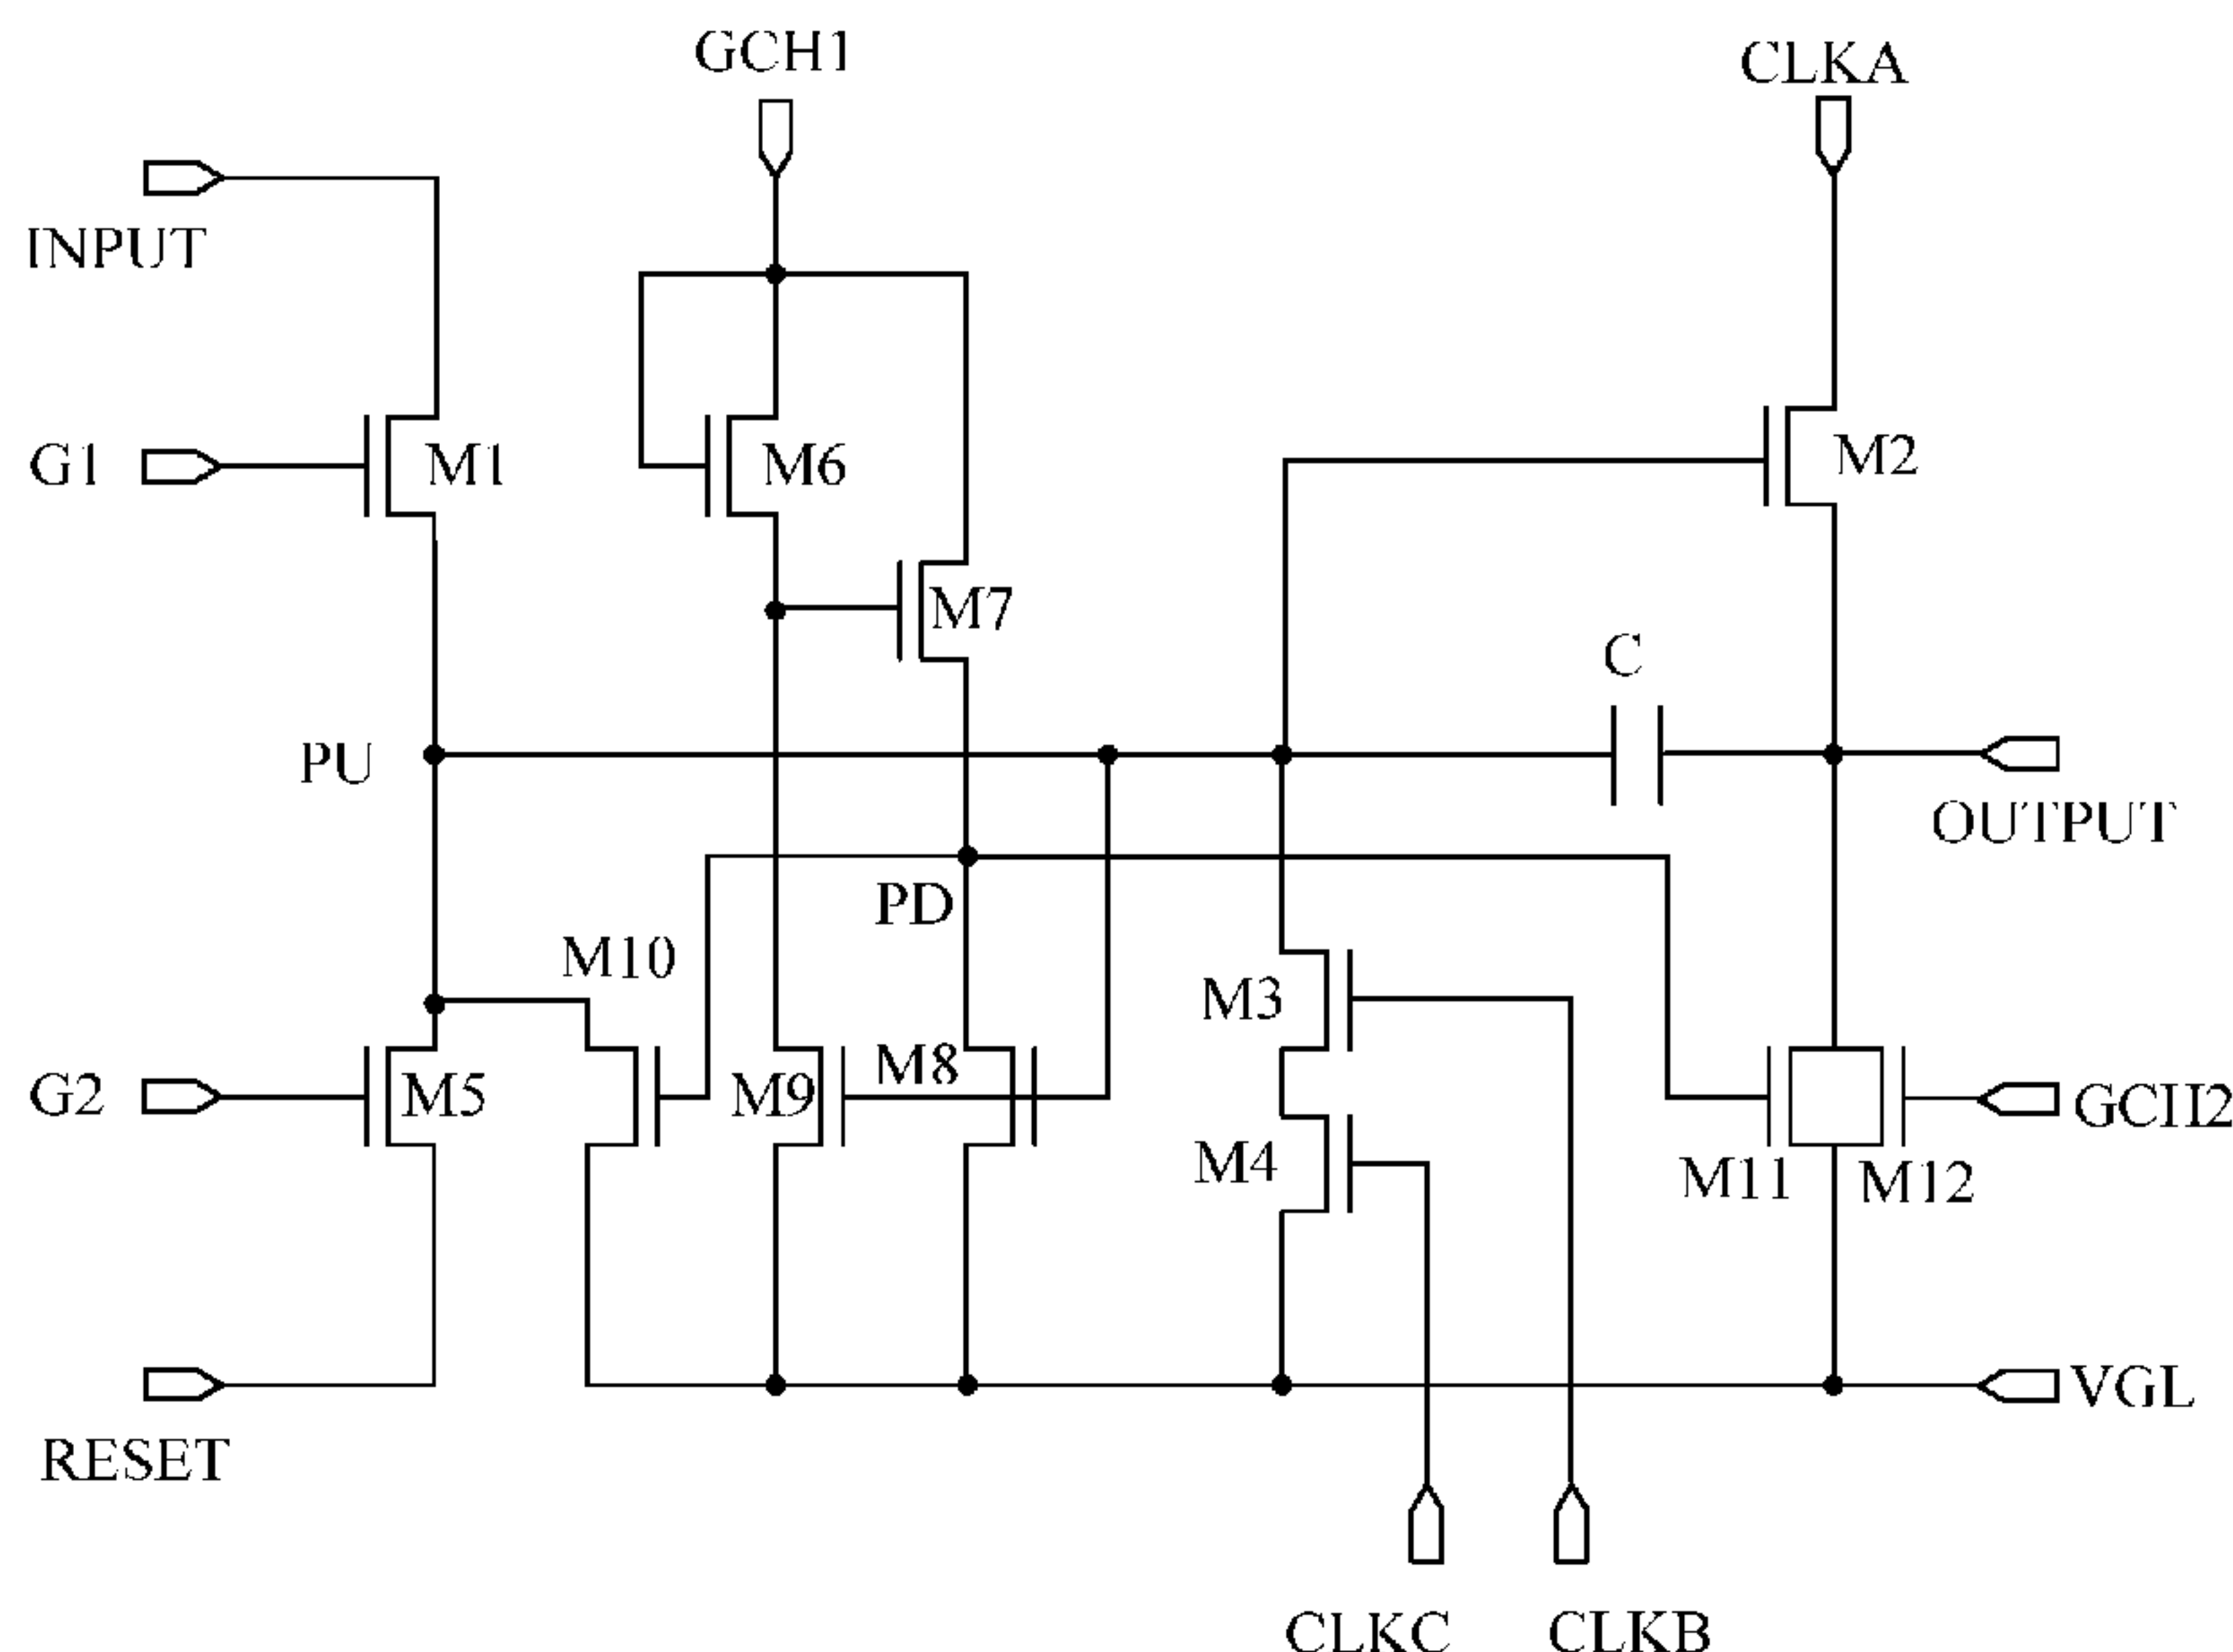 GCH1
CLKA
INPUT
G1
M1
M6
M2
M7
C
PU
OUTPUT
PD
M10
M3
M8
G2
M5
M9
GCH2
M4
M11
M12
VGL
RESET
CLKC
CLKB